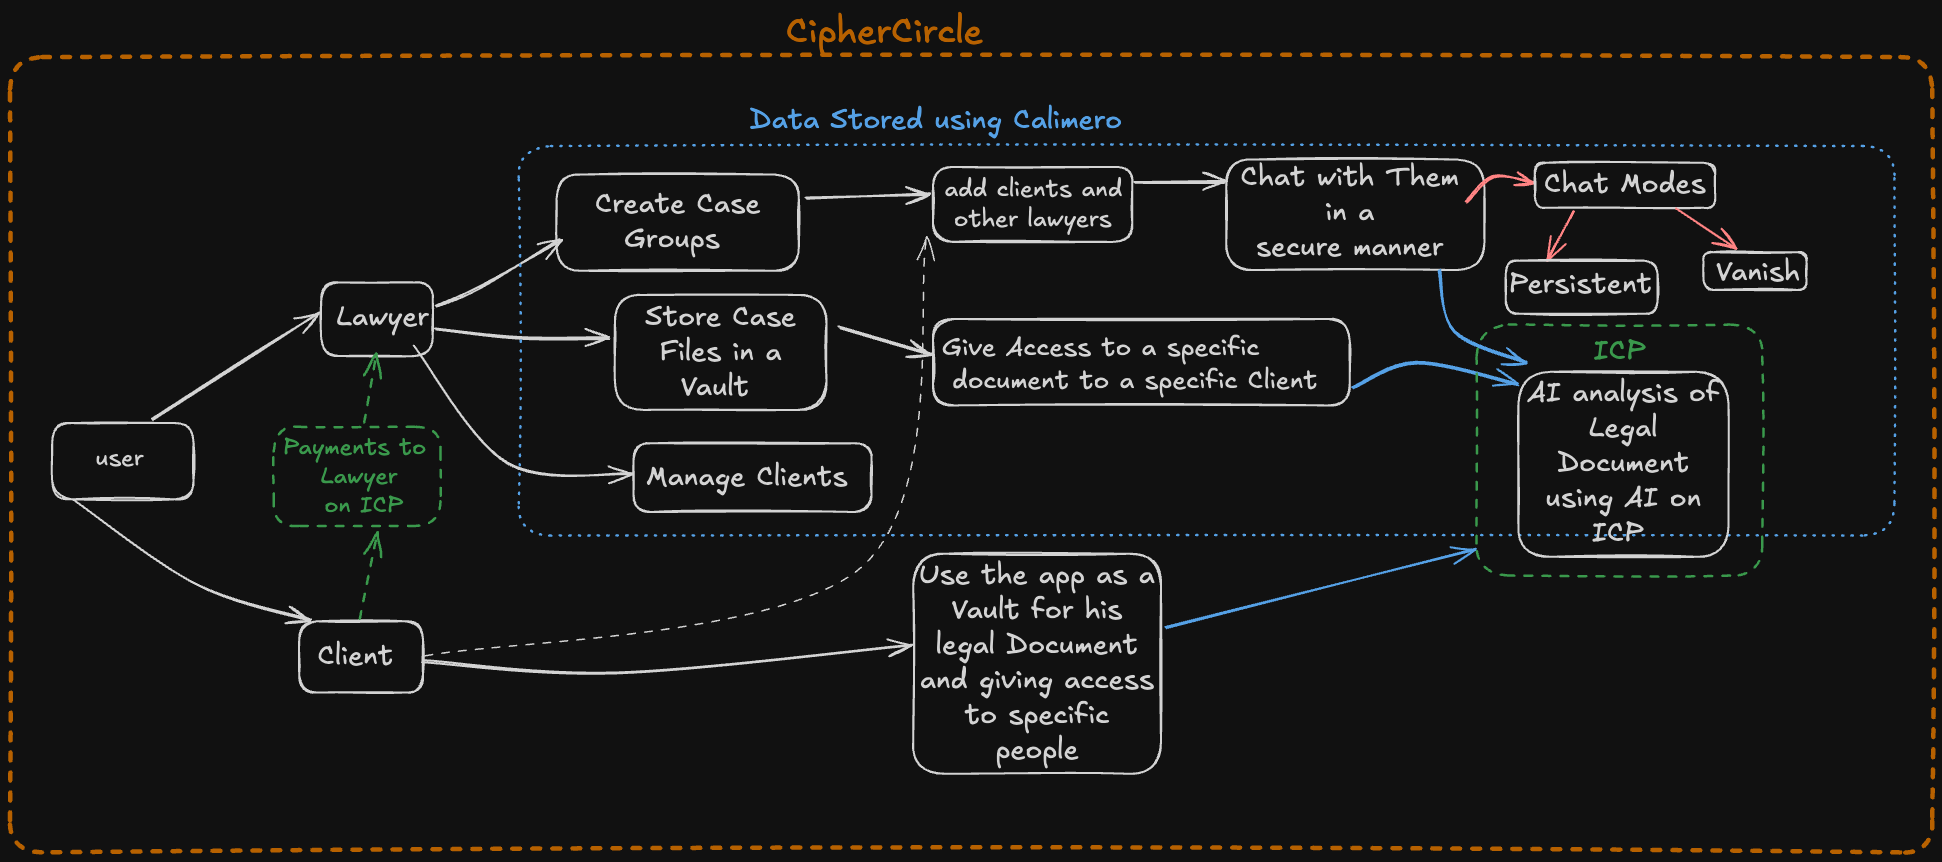 CipherCircle
Data Stored using Calimero
Create Case
Groups
add clients and
other lawyers
Chat with Them
in a
secure manner
Chat Modes
Persistent
Vanish
Lawyer
Store Case
Files in a
Vault
Give Access to a specific
document to a specific Client
ICP
AI analysis of
Legal
Document
using AI on
ICP
user
Payments to
Lawyer
on ICP
Manage Clients
Client
Use the app as a
Vault for his
legal Document
and giving access
to specific
people